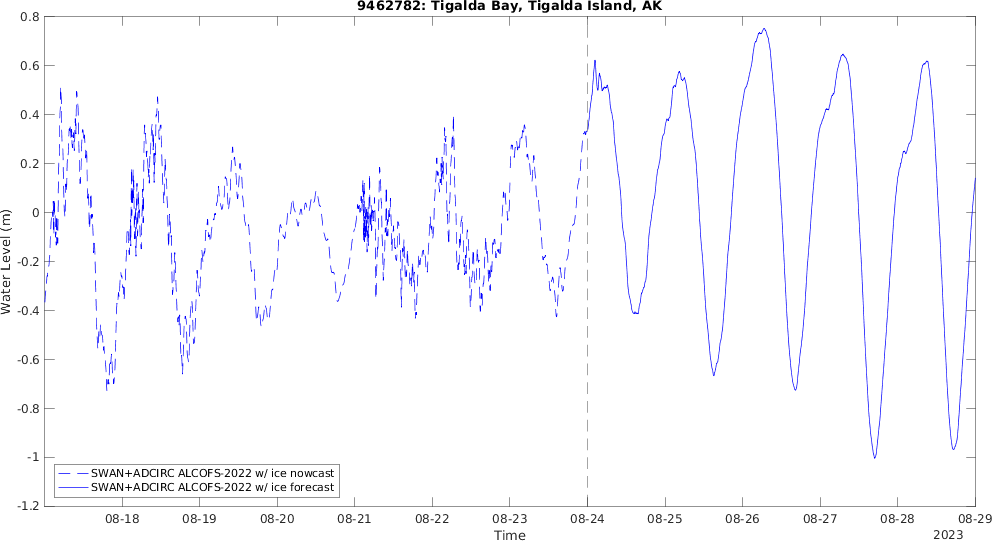 9462782: Tigalda Bay, Tigalda Island, AK
0.8
0.6
0.4
0.2
0
-0.2
-0.4
-0.6
-0.8
-1
-1.2
Water Level (m)
SWAN+ADCIRC ALCOFS-2022 w/ ice nowcast
SWAN+ADCIRC ALCOFS-2022 w/ ice forecast
08-18 08-19 08-20 08-21 08-22 08-23 08-24 08-25 08-26 08-27 08-28 08-29
Time
2023